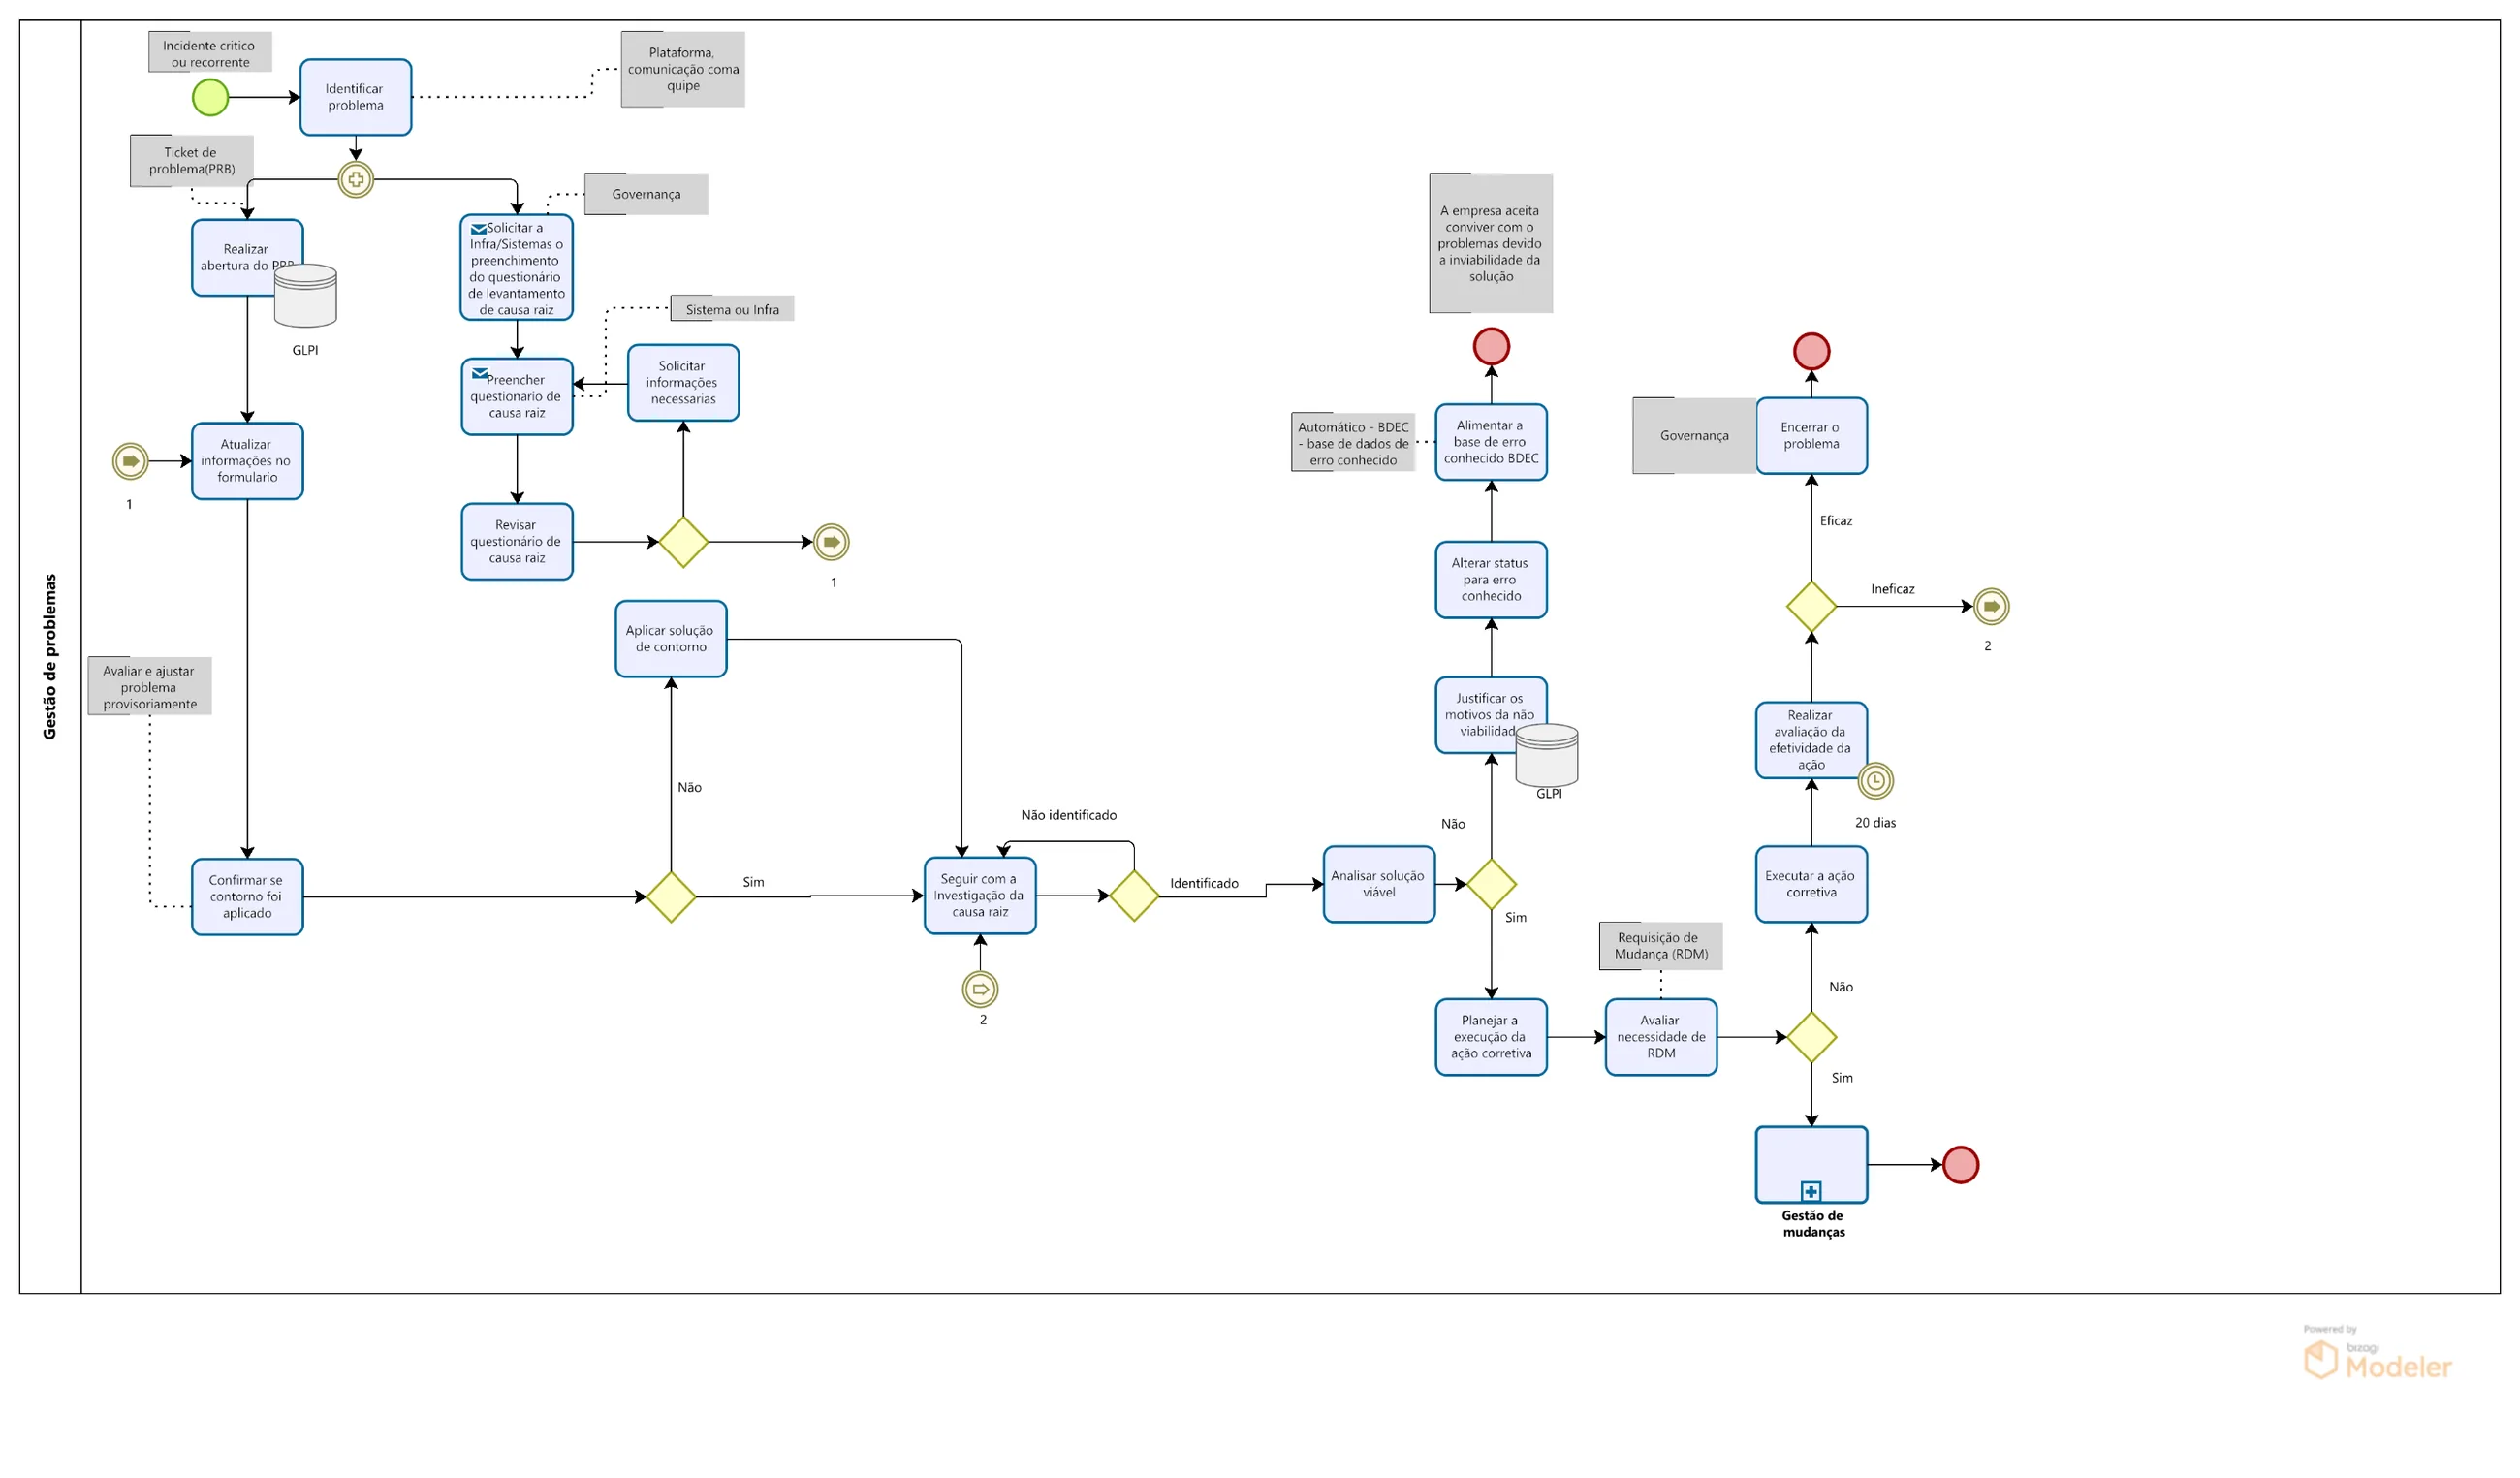 Gestão de problemas
Incidente critico
ou recorrente
Identificar
problema
Plataforma,
comunicação coma
quipe
Ticket de
problema(PRB)
Governança
Realizar
abertura do PRB
GLPI
Solicitar a
Infra/Sistemas o
preenchimento
do questionário
de levantamento
de causa raiz
Sistema ou Infra
Preencher
questionario de
causa raiz
Solicitar
informações
necessarias
Atualizar
informações no
formulario
1
Revisar
questionário de
causa raiz
1
Aplicar solução
de contorno
Avaliar e ajustar
problema
provisoriamente
Não
Confirmar se
contorno foi
aplicado
Sim
Não identificado
Seguir com a
Investigação da
causa raiz
2
Identificado
Analisar solução
viável
A empresa aceita
conviver com o
problemas devido
a inviabilidade da
solução
Automático - BDEC
- base de dados de
erro conhecido
Alimentar a
base de erro
conhecido BDEC
Alterar status
para erro
conhecido
Justificar os
motivos da não
viabilidad
GLPI
Não
Sim
Planejar a
execução da
ação corretiva
Requisição de
Mudança (RDM)
Avaliar
necessidade de
RDM
Governança
Encerrar o
problema
Eficaz
Ineficaz
2
Realizar
avaliação da
efetividade da
ação
20 dias
Executar a ação
corretiva
Não
Sim
Gestão de
mudanças
Powered by
bizagi
Modeler